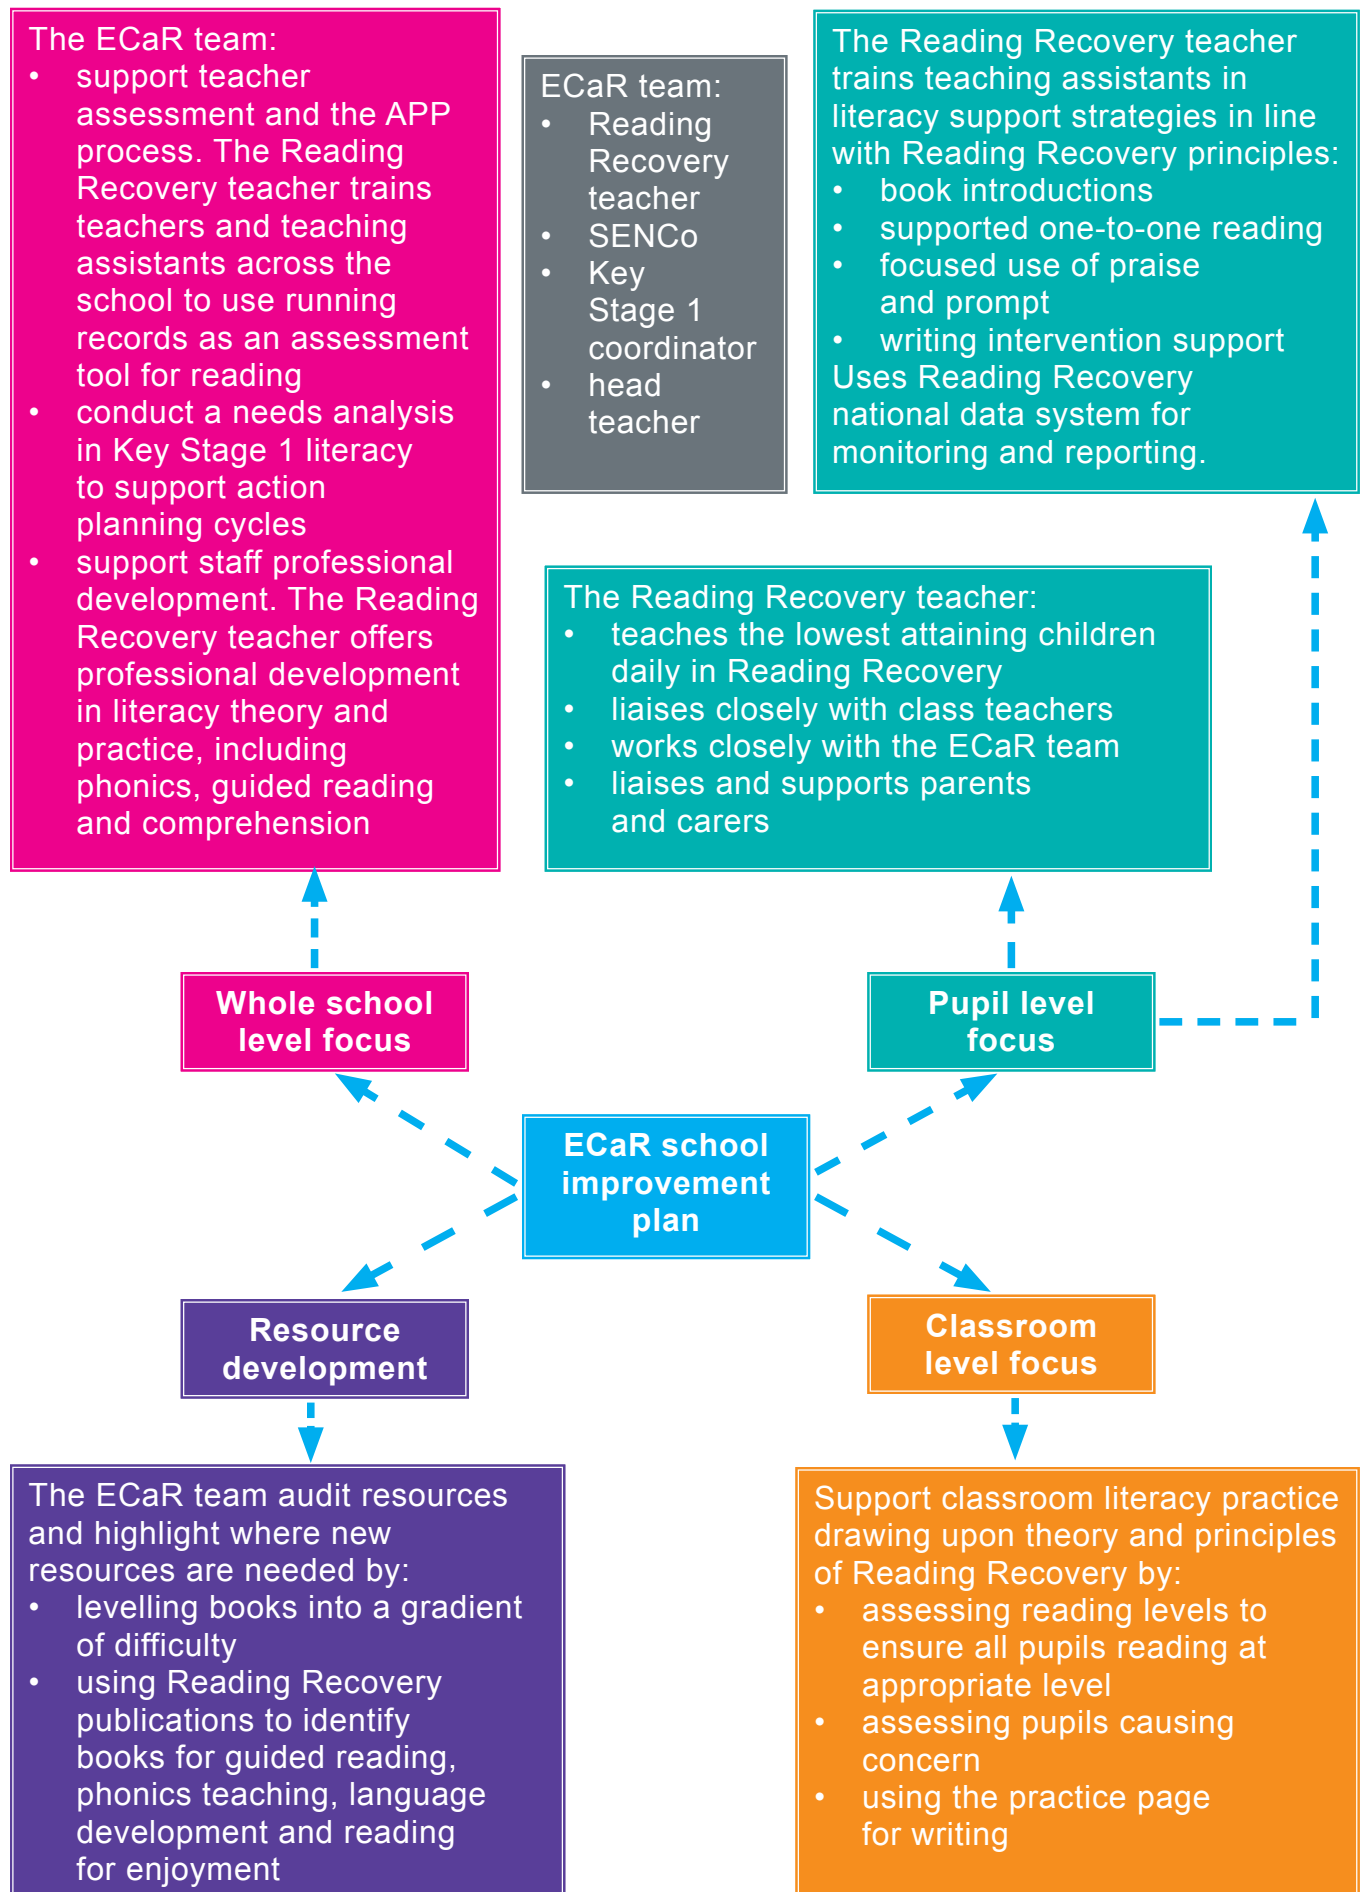 The ECaR team:
• support teacher
assessment and the APP
process. The Reading
Recovery teacher trains
teachers and teaching
assistants across the
school to use running
records as an assessment
tool for reading
• conduct a needs analysis
in Key Stage 1 literacy
to support action
planning cycles
• support staff professional
development. The Reading
Recovery teacher offers
professional development
in literacy theory and
practice, including
phonics, guided reading
and comprehension
ECaR team:
• Reading
Recovery
teacher
• SENCo
• Key
Stage 1
coordinator
• head
teacher
The Reading Recovery teacher
trains teaching assistants in
literacy support strategies in line
with Reading Recovery principles:
• book introductions
• supported one-to-one reading
• focused use of praise
and prompt
• writing intervention support
Uses Reading Recovery
national data system for
monitoring and reporting.
The Reading Recovery teacher:
• teaches the lowest attaining children
daily in Reading Recovery
• liaises closely with class teachers
• works closely with the ECaR team
• liaises and supports parents
and carers
Whole school
level focus
Pupil level
focus
ECaR school
improvement
plan
Resource
development
Classroom
level focus
The ECaR team audit resources
and highlight where new
resources are needed by:
• levelling books into a gradient
of difficulty
• using Reading Recovery
publications to identify
books for guided reading,
phonics teaching, language
development and reading
for enjoyment
Support classroom literacy practice
drawing upon theory and principles
of Reading Recovery by:
• assessing reading levels to
ensure all pupils reading at
appropriate level
• assessing pupils causing
concern
• using the practice page
for writing